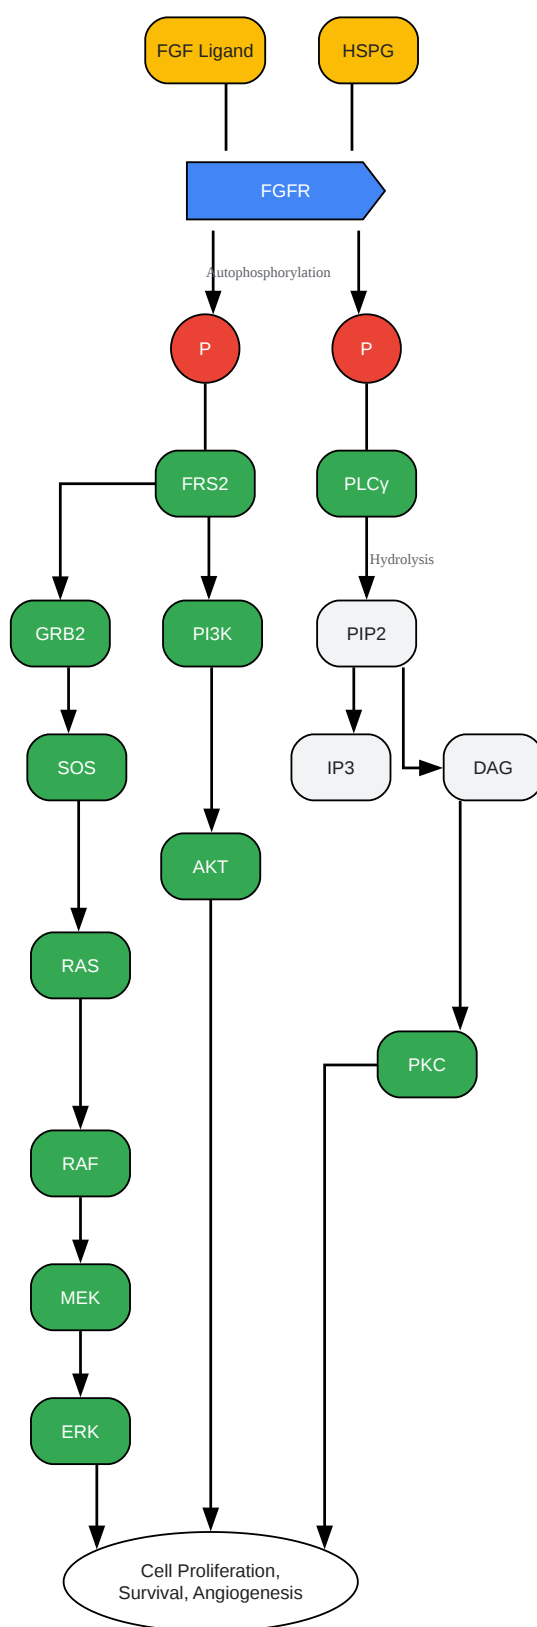 FGF Ligand
HSPG
FGFR
Autophosphorylation
P
P
FRS2
PLCγ
Hydrolysis
GRB2
PI3K
PIP2
SOS
IP3
DAG
AKT
RAS
PKC
RAF
MEK
ERK
Cell Proliferation,
Survival, Angiogenesis